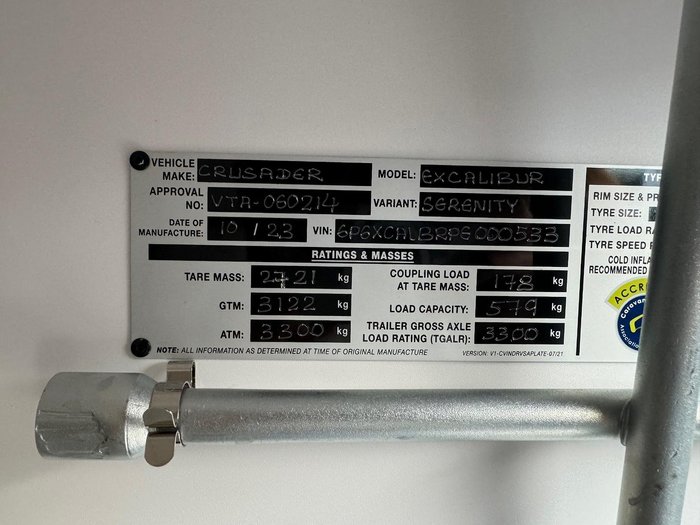 VEHICLE MAKE: CRUSADER MODEL: EXCALIBUR
APPROVAL NO: VTA-060214 VARIANT: SERENITY
DATE OF MANUFACTURE: 10 / 23 VIN: 6P6XCALBRPG000533
RATINGS & MASSES
TARE MASS: 2721 kg COUPLING LOAD AT TARE MASS: 178 kg
GTM: 3122 kg LOAD CAPACITY: 579 kg
ATM: 3300 kg TRAILER GROSS AXLE LOAD RATING (TGALR): 3300 kg
NOTE: ALL INFORMATION AS DETERMINED AT TIME OF ORIGINAL MANUFACTURE VERSION: V1-CVINDRVSAPLATE-07/21
RIM SIZE & PR
TYRE SIZE:
TYRE LOAD RA
TYRE SPEED R
COLD INFLA
RECOMMENDED
ACCRE
Caravan
Associatio